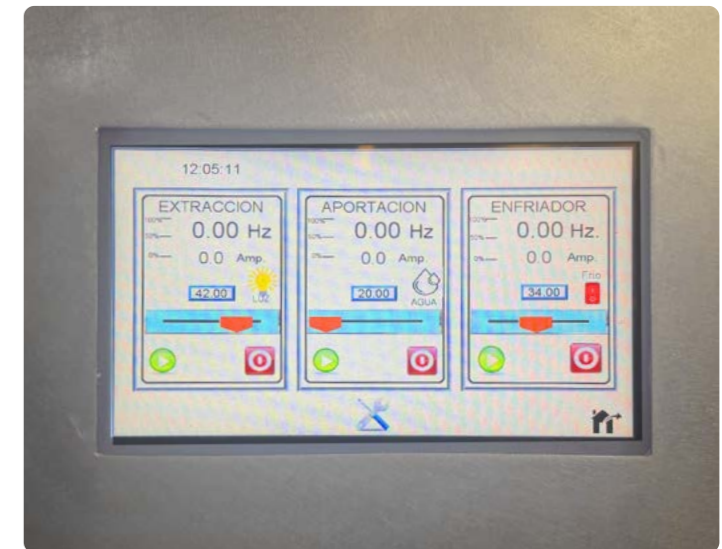 12:05:11
EXTRACCION
100%
0.00 Hz
50%
0% 0.0 Amp.
42.00 LUZ
APORTACION
100%
0.00 Hz
50%
0% 0.0 Amp.
20.00 AGUA
ENFRIADOR
100%
0.00 Hz.
50%
0% 0.0 Amp.
Frio
34.00